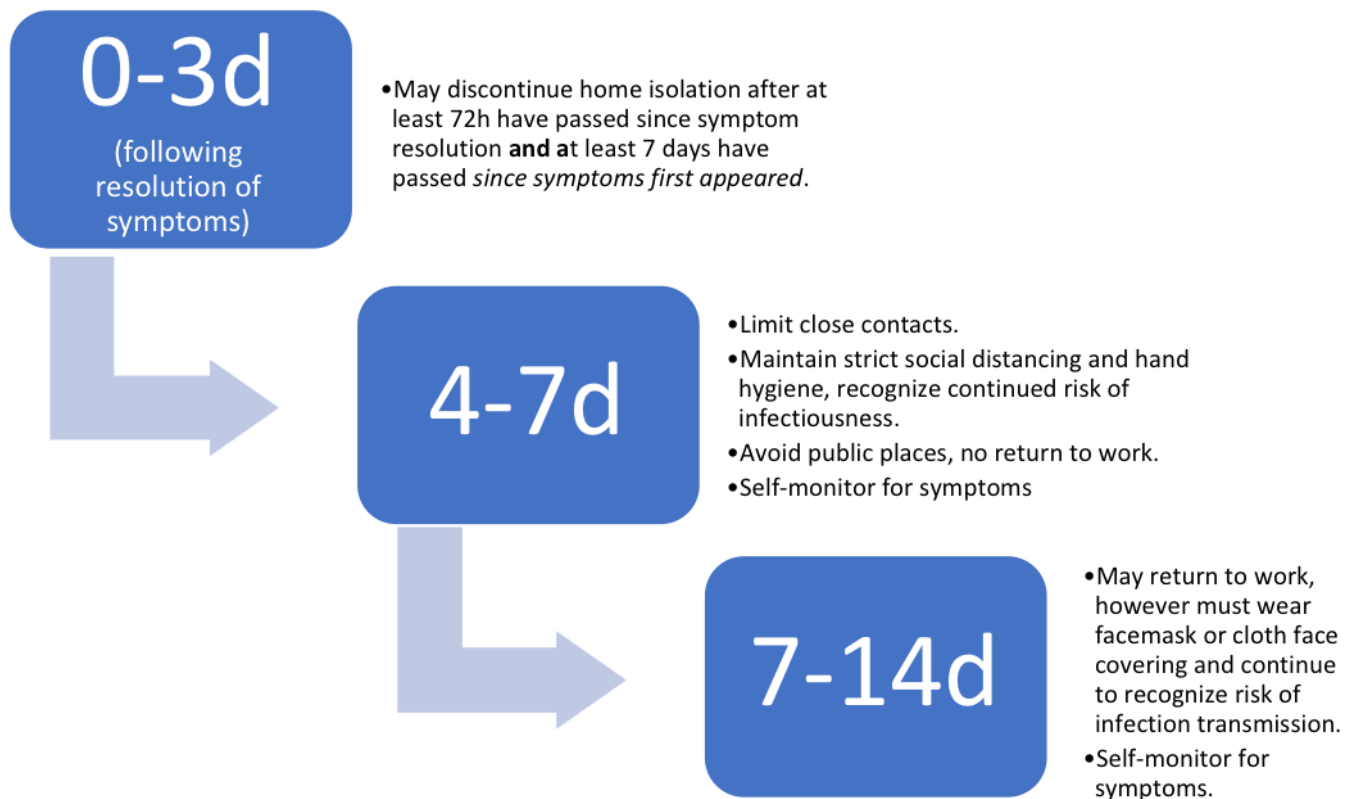 0-3d
(following
resolution of
symptoms)
•May discontinue home isolation after at
least 72h have passed since symptom
resolution and at least 7 days have
passed since symptoms first appeared.
4-7d
•Limit close contacts.
•Maintain strict social distancing and hand
hygiene, recognize continued risk of
infectiousness.
•Avoid public places, no return to work.
•Self-monitor for symptoms
7-14d
•May return to work,
however must wear
facemask or cloth face
covering and continue
to recognize risk of
infection transmission.
•Self-monitor for
symptoms.